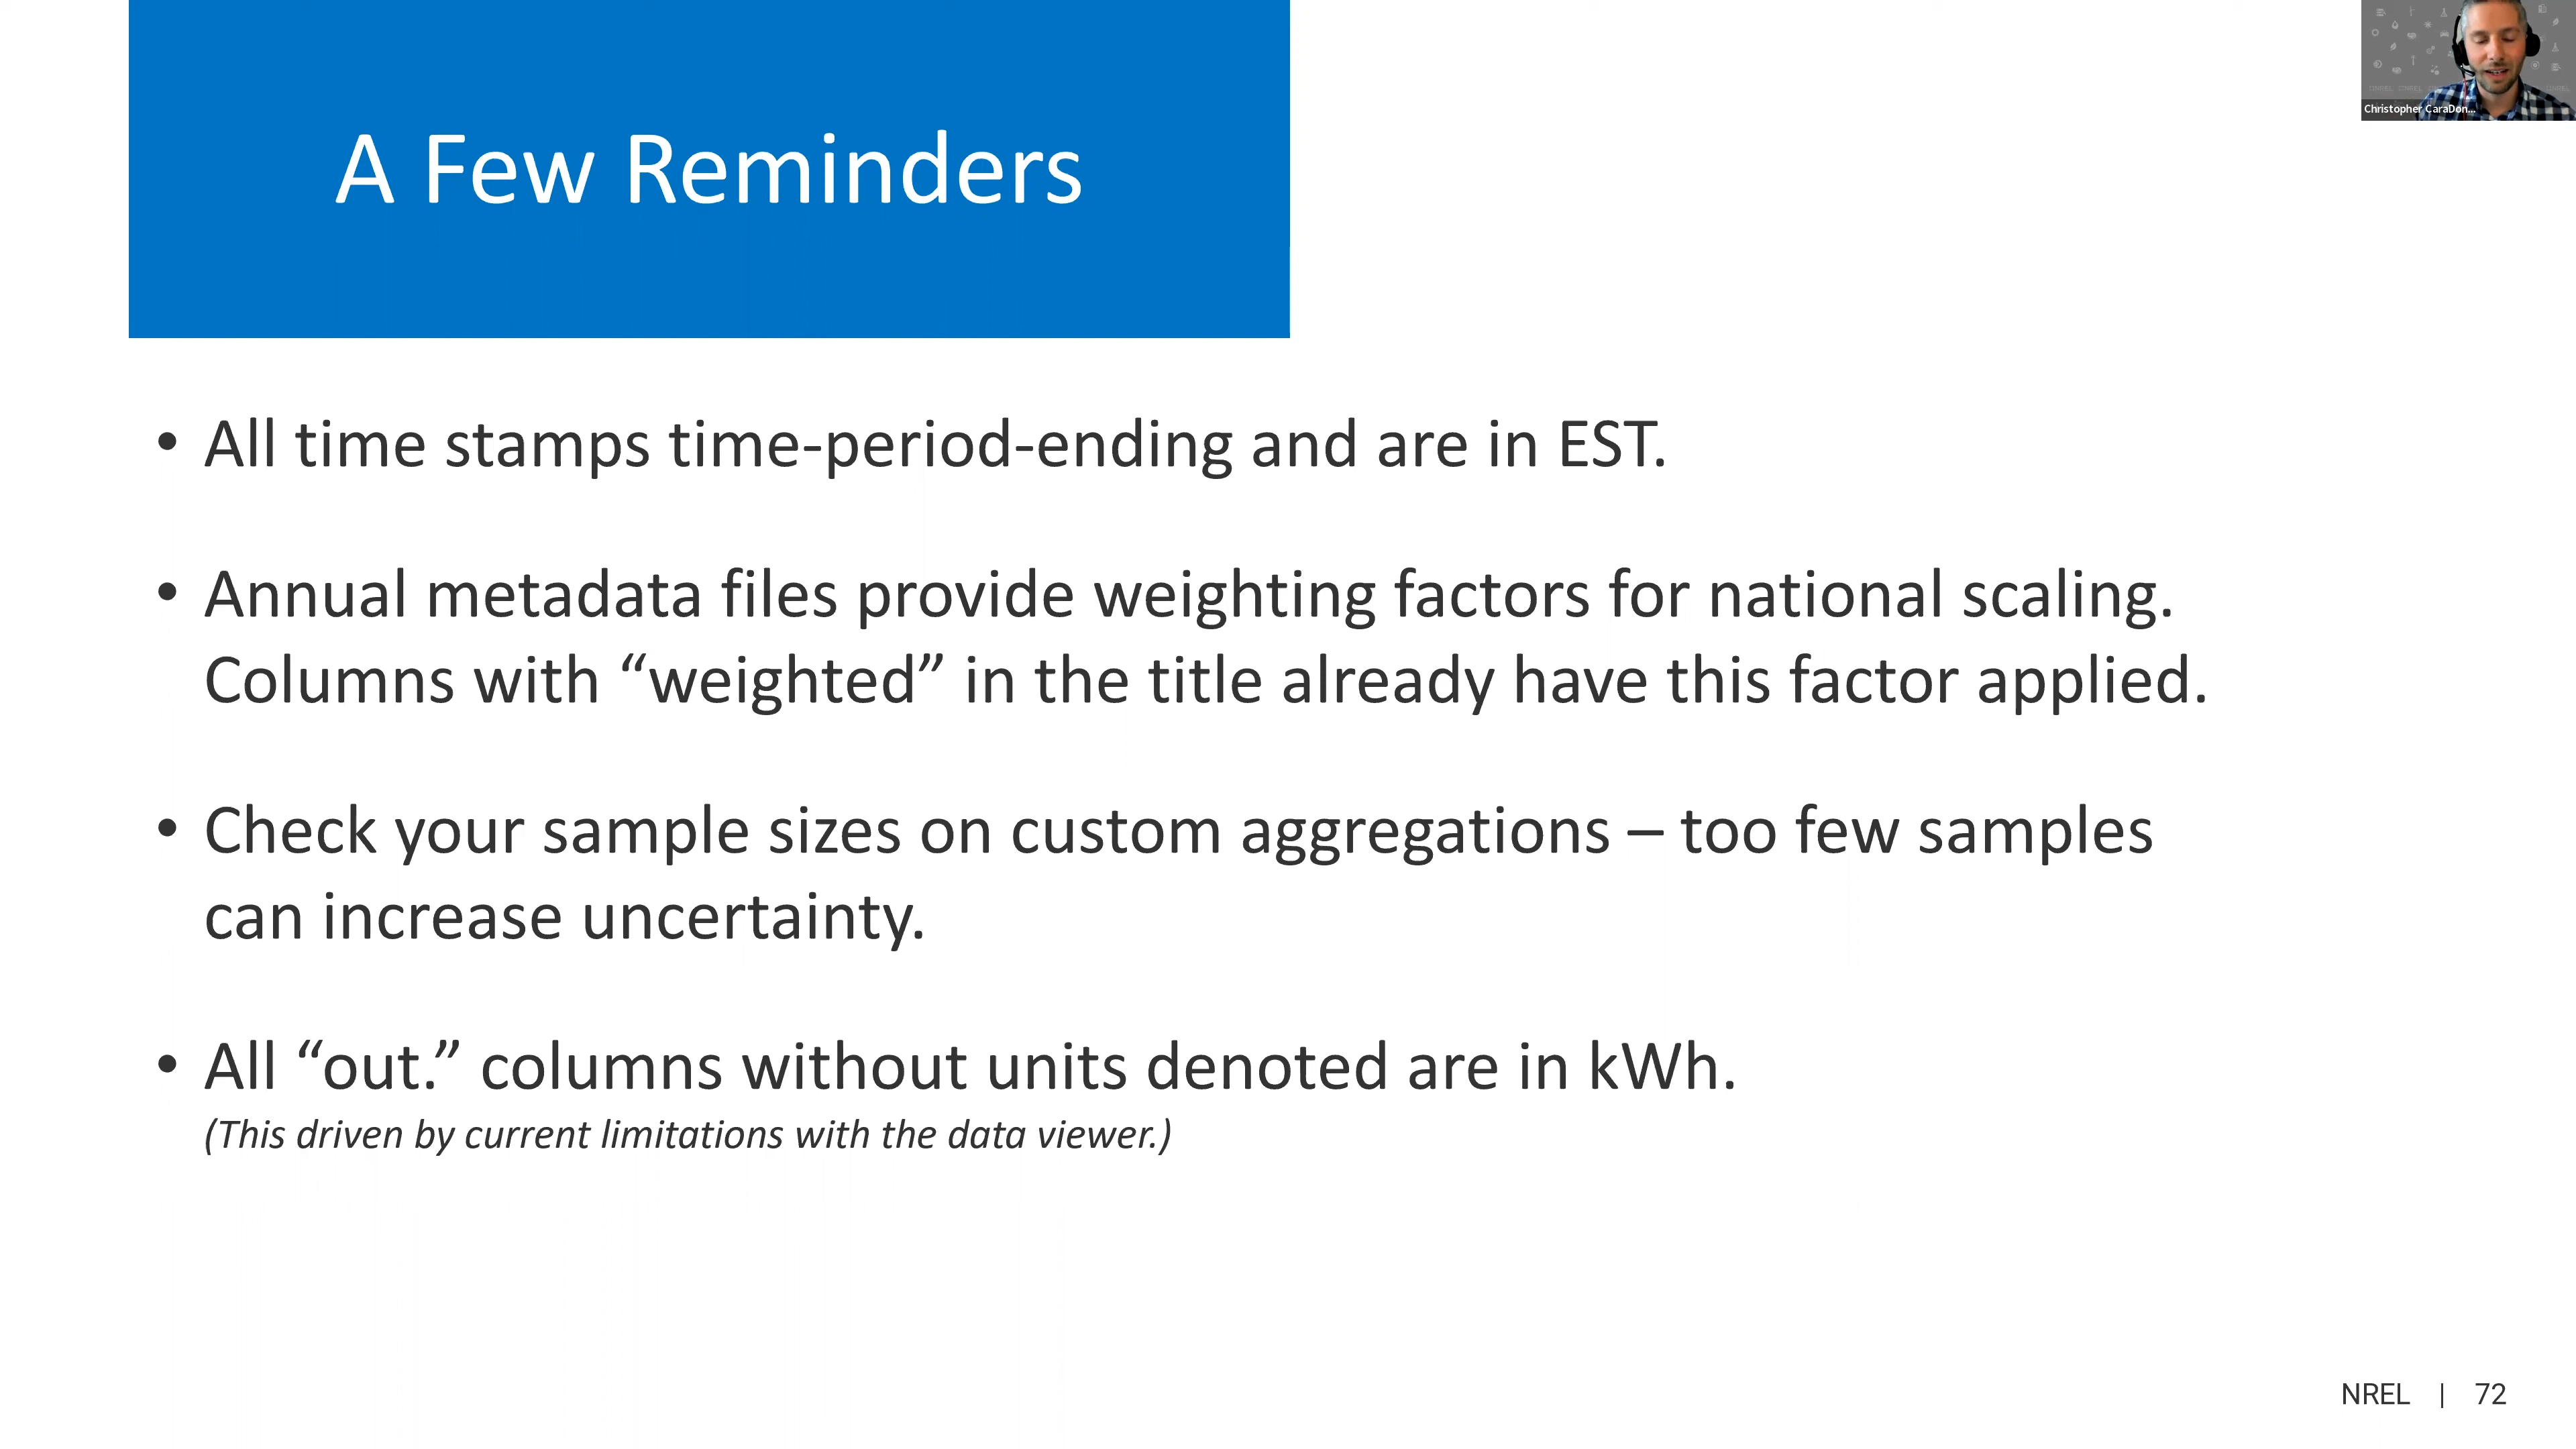 A Few Reminders
Christopher CaraDon...
• All time stamps time-period-ending and are in EST.
• Annual metadata files provide weighting factors for national scaling.
Columns with “weighted” in the title already have this factor applied.
• Check your sample sizes on custom aggregations – too few samples
can increase uncertainty.
• All “out.” columns without units denoted are in kWh.
(This driven by current limitations with the data viewer.)
NREL | 72